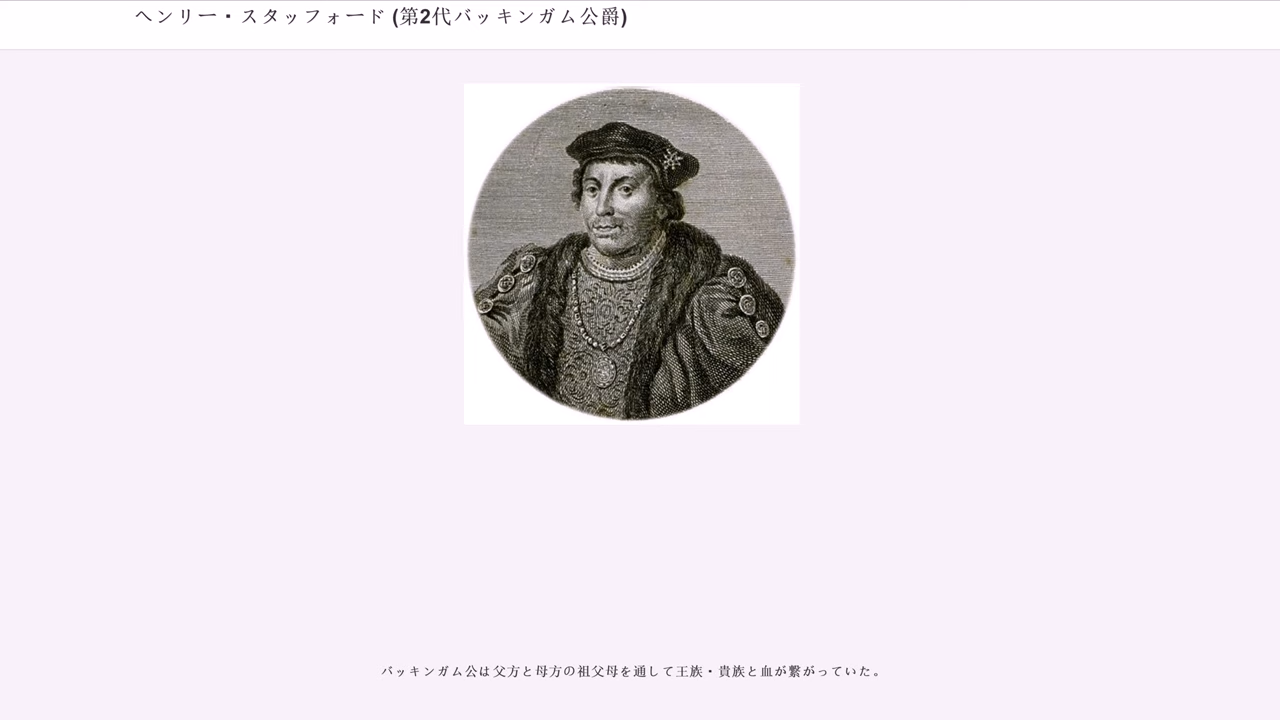 ヘンリー・スタッフォード (第2代バッキンガム公爵)
バッキンガム公は父方と母方の祖父母を通して王族・貴族と血が繋がっていた。